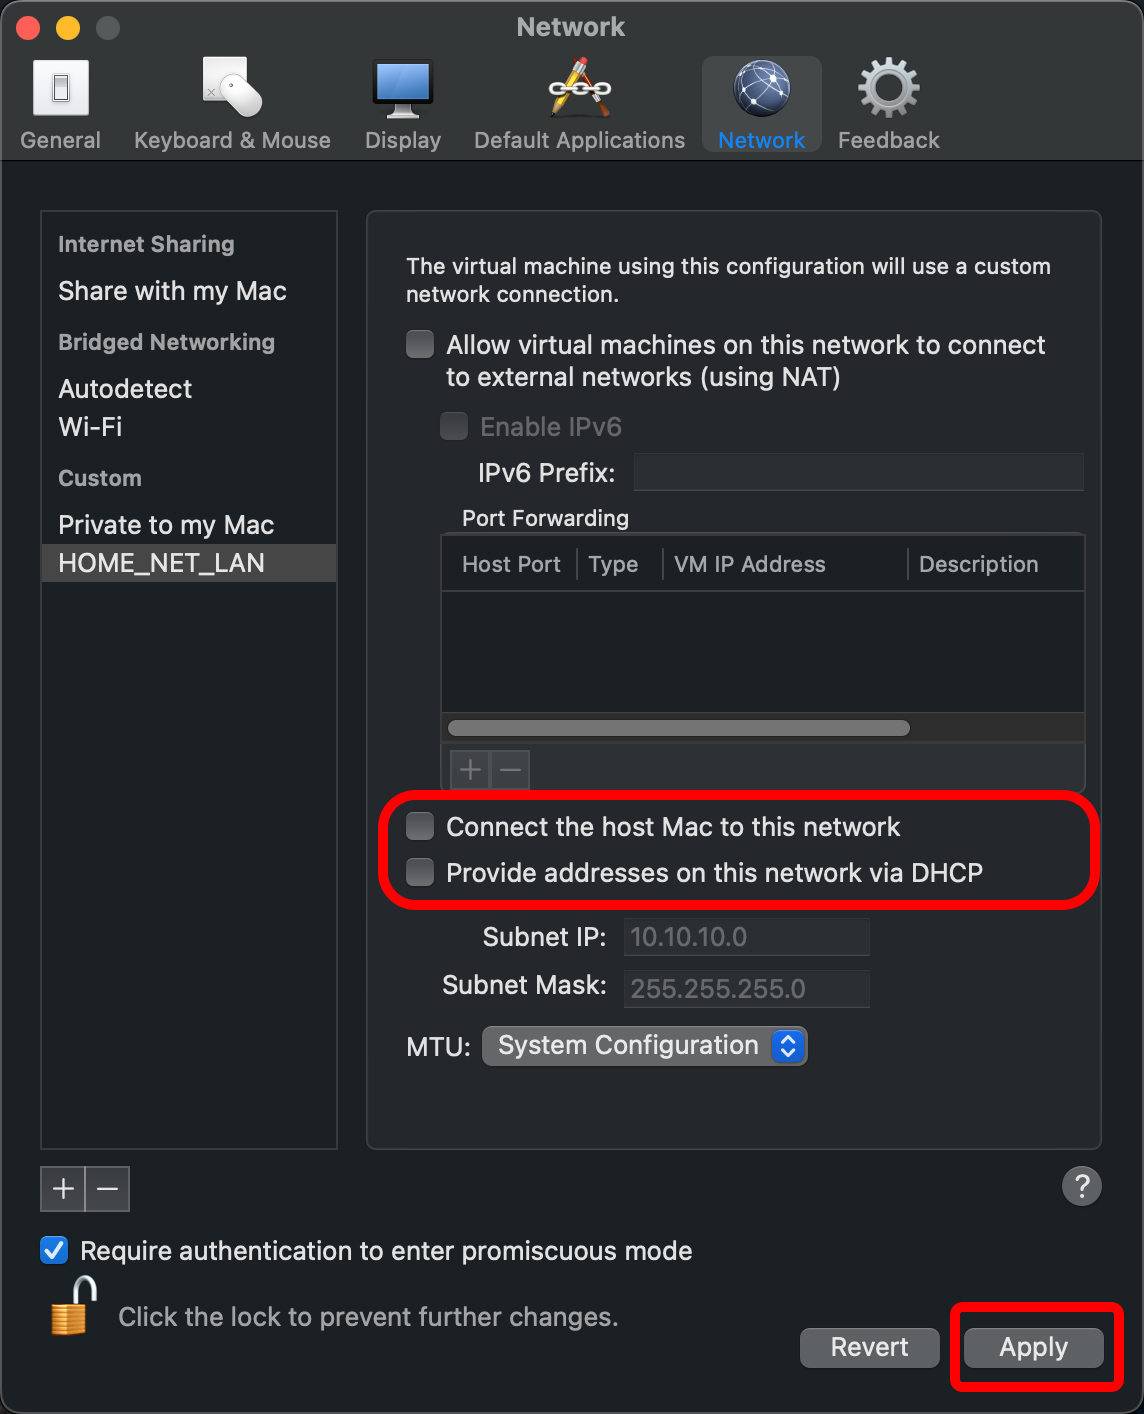 Network
General
Keyboard & Mouse
Display
Default Applications
Network
Feedback
Internet Sharing
Share with my Mac
Bridged Networking
Autodetect
Wi-Fi
Custom
Private to my Mac
HOME_NET_LAN
The virtual machine using this configuration will use a custom
network connection.
Allow virtual machines on this network to connect
to external networks (using NAT)
Enable IPv6
IPv6 Prefix:
Port Forwarding
Host Port Type VM IP Address Description
Connect the host Mac to this network
Provide addresses on this network via DHCP
Subnet IP: 10.10.10.0
Subnet Mask: 255.255.255.0
MTU: System Configuration
?
Require authentication to enter promiscuous mode
Click the lock to prevent further changes.
Revert
Apply